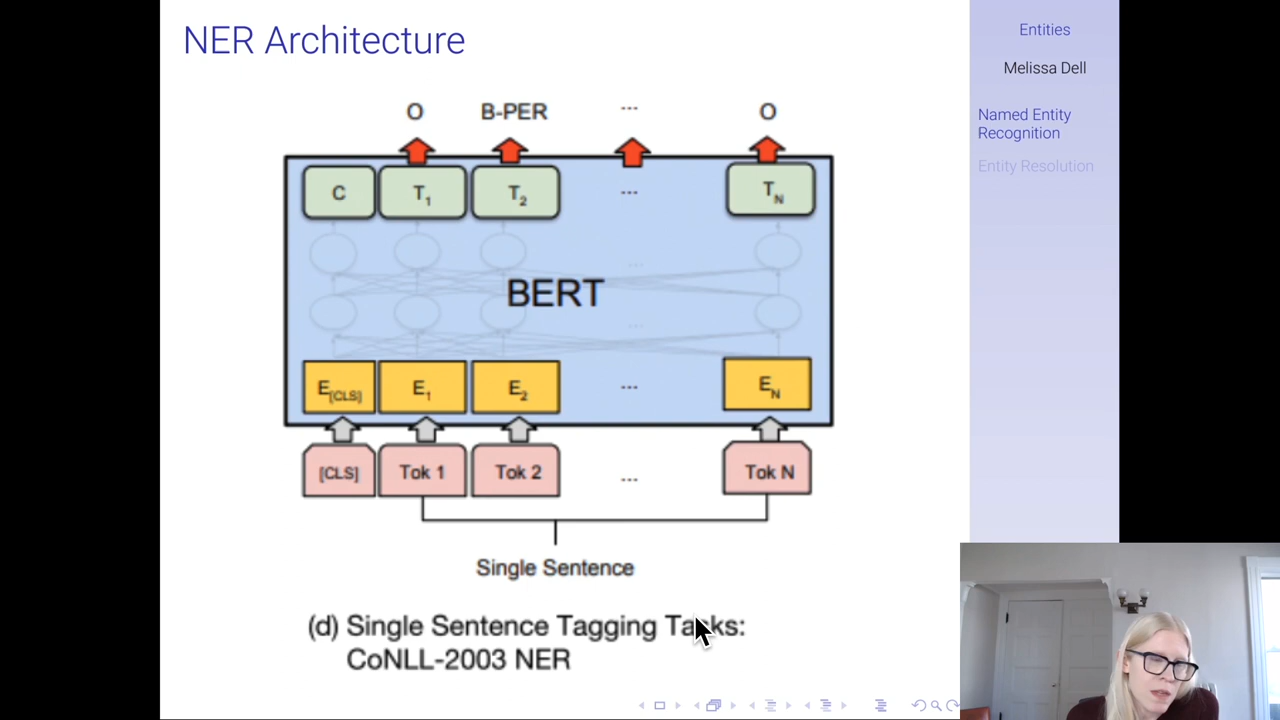 NER Architecture
Entities
Melissa Dell
Named Entity
Recognition
Entity Resolution
O B-PER ... O
C T1 T2 ... TN
...
BERT
...
E[CLS] E1 E2 ... EN
[CLS] Tok 1 Tok 2 ... Tok N
Single Sentence
(d) Single Sentence Tagging Tasks:
CoNLL-2003 NER